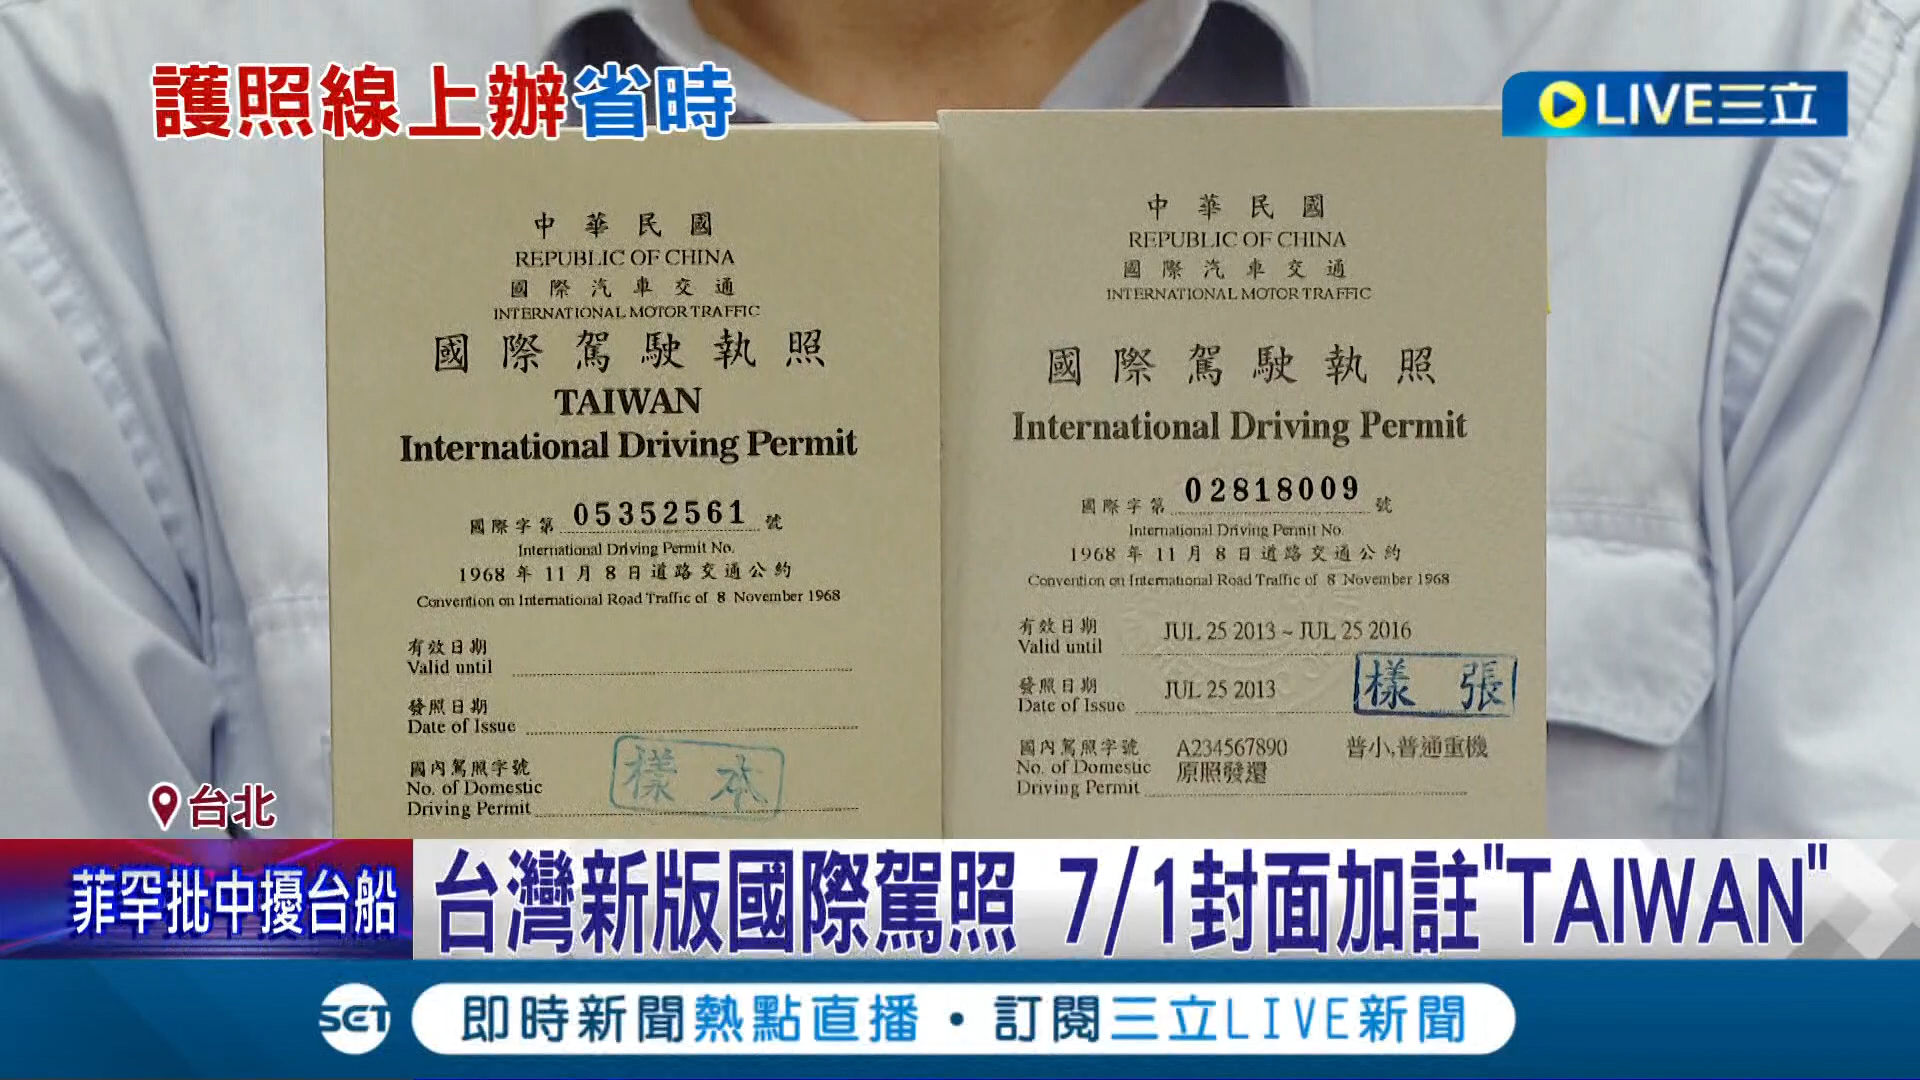 護照線上辦省時
LIVE三立
中華民國
REPUBLIC OF CHINA
國際汽車交通
INTERNATIONAL MOTOR TRAFFIC
國際駕駛執照
TAIWAN
International Driving Permit
國際字第 05352561 號
International Driving Permit No.
1968年11月8日道路交通公約
Convention on International Road Traffic of 8 November 1968
有效日期
Valid until
發照日期
Date of Issue
國內駕照字號
No. of Domestic
Driving Permit
樣本
中華民國
REPUBLIC OF CHINA
國際汽車交通
INTERNATIONAL MOTOR TRAFFIC
國際駕駛執照
International Driving Permit
國際字第 02818009 號
International Driving Permit No.
1968年11月8日道路交通公約
Convention on International Road Traffic of 8 November 1968
有效日期
Valid until JUL 25 2013 ~ JUL 25 2016
發照日期
Date of Issue JUL 25 2013
樣張
國內駕照字號 A234567890 普小,普通重機
No. of Domestic 原照發還
Driving Permit
台北
菲罕批中擾台船
台灣新版國際駕照 7/1封面加註"TAIWAN"
SET
即時新聞熱點直播・訂閱三立LIVE新聞